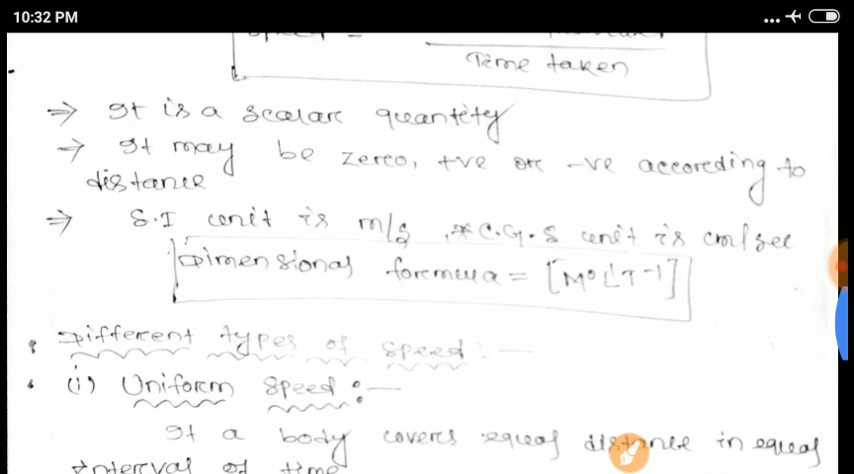 10:32 PM
Time taken
⇒ It is a scalar quantity
→ It may be zero, +ve or -ve according to
distance
⇒ S.I unit is m/s, * C.G.S unit is cm/sec
Dimensional formula = [M⁰L¹T⁻¹]
Different types of speed :—
(i) Uniform speed :—
If a body covers equal distance in equal
interval of time